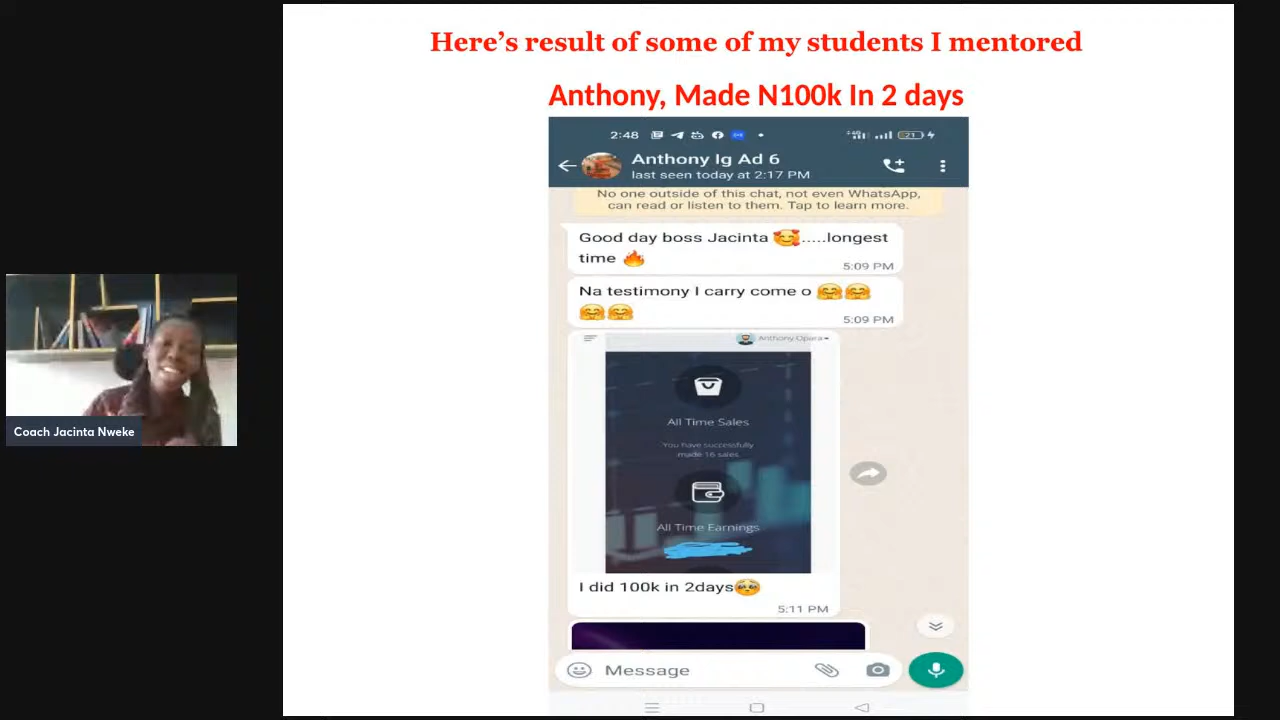 Here's result of some of my students I mentored
Anthony, Made N100k In 2 days
2:48
4G
21
Anthony Ig Ad 6
last seen today at 2:17 PM
No one outside of this chat, not even WhatsApp,
can read or listen to them. Tap to learn more.
Good day boss Jacinta 🥰.....longest
time 🔥
5:09 PM
Na testimony I carry come o 🤗🤗
🤗🤗
5:09 PM
Anthony Opara
All Time Sales
You have successfully
made 16 sales
All Time Earnings
I did 100k in 2days🥺
5:11 PM
Message
Coach Jacinta Nweke